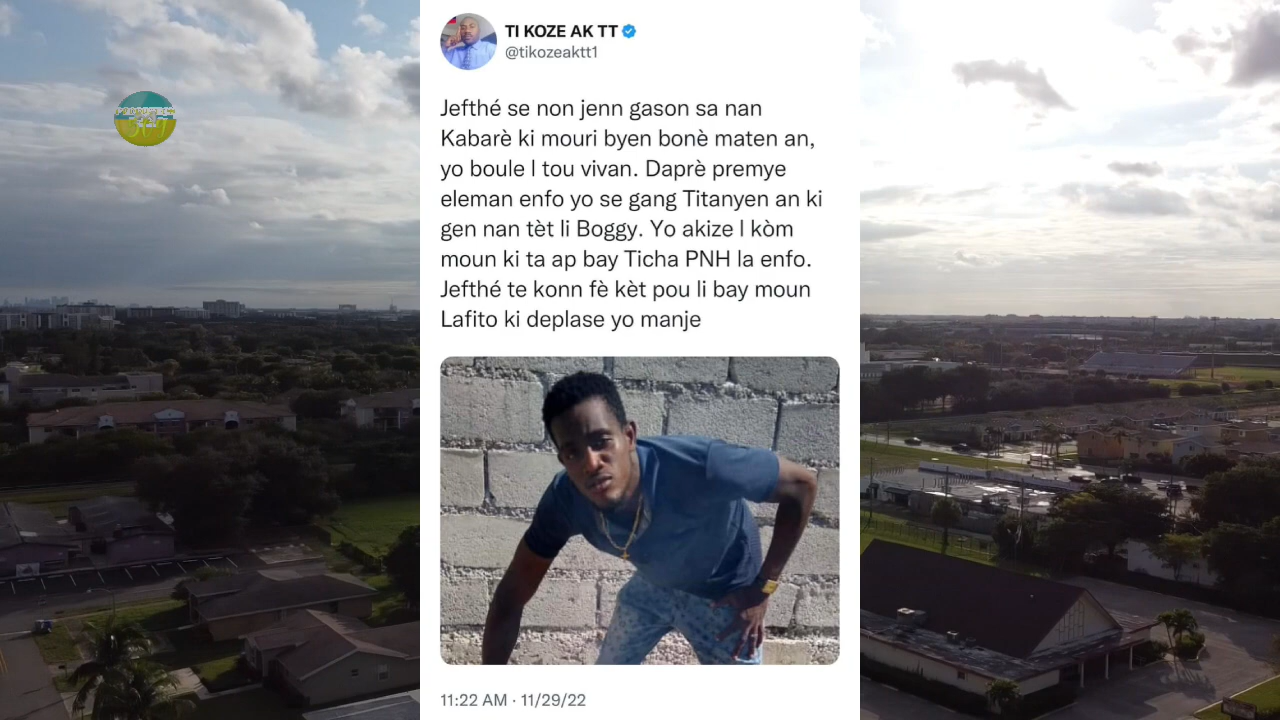 TI KOZE AK TT
@tikozeaktt1
Jefthé se non jenn gason sa nan
Kabarè ki mouri byen bonè maten an,
yo boule l tou vivan. Daprè premye
eleman enfo yo se gang Titanyen an ki
gen nan tèt li Boggy. Yo akize l kòm
moun ki ta ap bay Ticha PNH la enfo.
Jefthé te konn fè kèt pou li bay moun
Lafito ki deplase yo manje
11:22 AM · 11/29/22